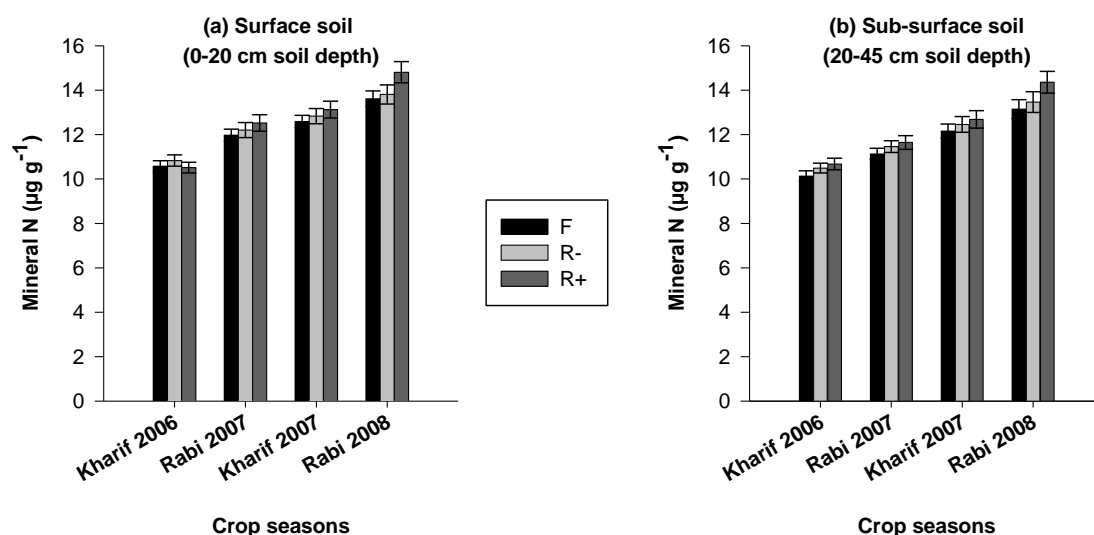 (a) Surface soil
(0-20 cm soil depth)
Mineral N (µg g-1)
16
14
12
10
8
6
4
2
0
Kharif 2006
Rabi 2007
Kharif 2007
Rabi 2008
Crop seasons
F
R-
R+
(b) Sub-surface soil
(20-45 cm soil depth)
Mineral N (µg g-1)
16
14
12
10
8
6
4
2
0
Kharif 2006
Rabi 2007
Kharif 2007
Rabi 2008
Crop seasons